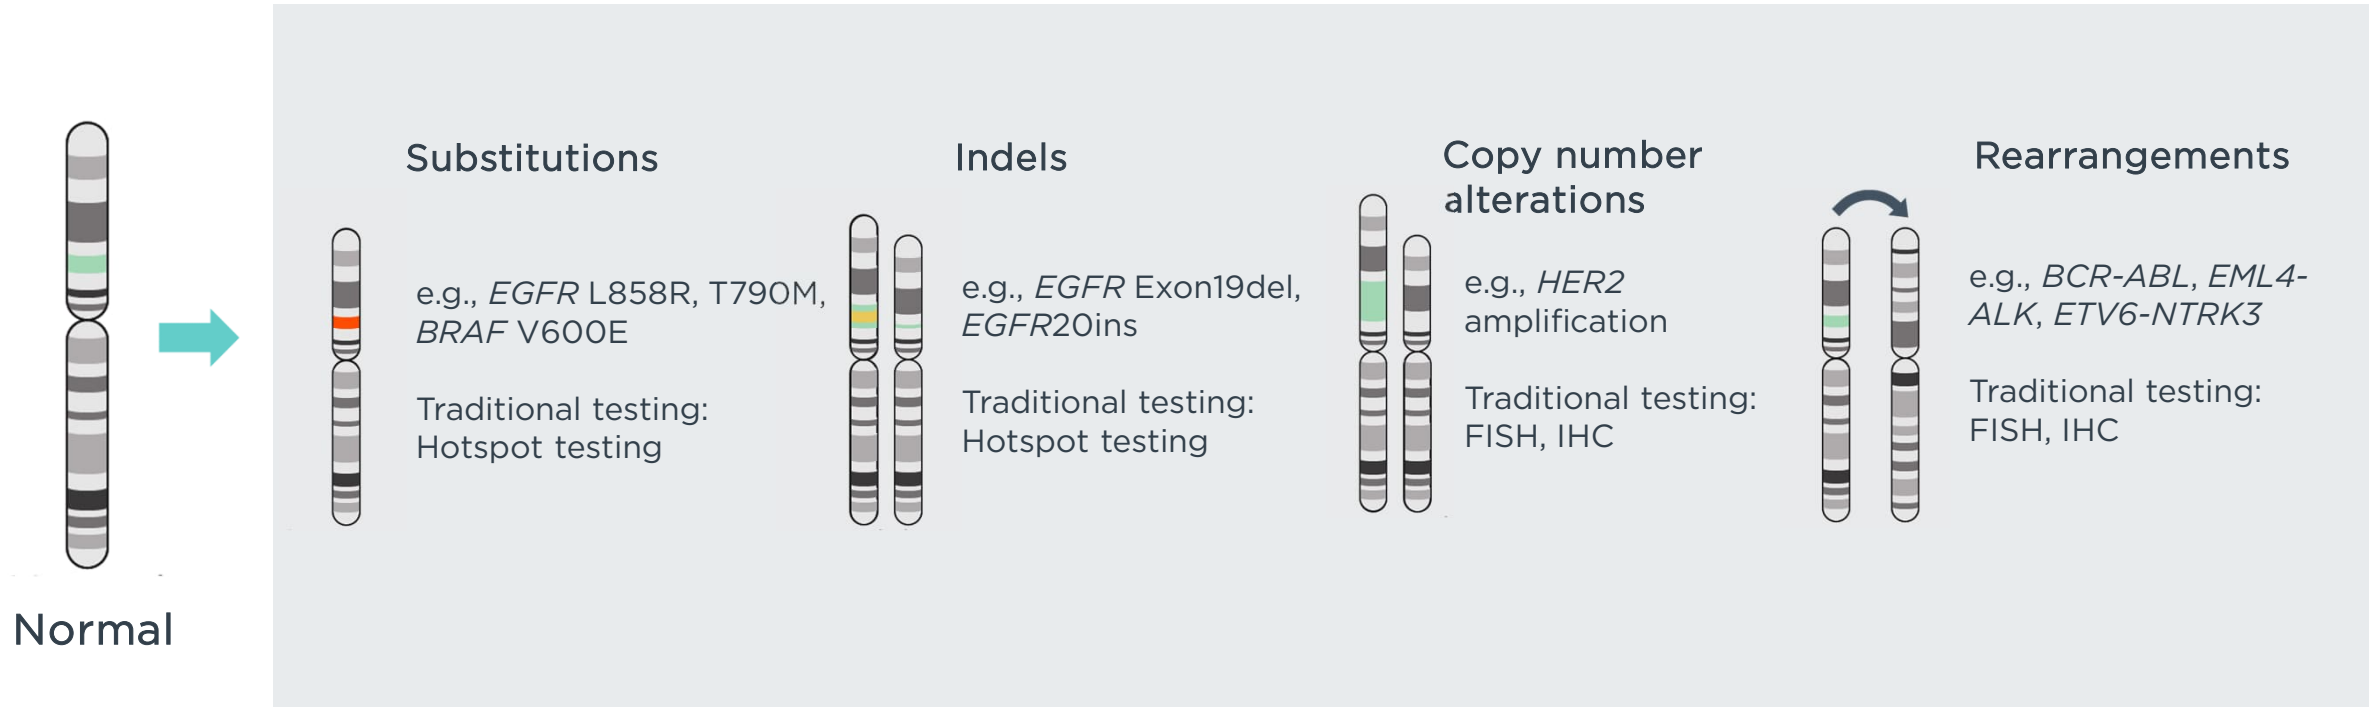 Normal
Substitutions
e.g., EGFR L858R, T790M,
BRAF V600E
Traditional testing:
Hotspot testing
Indels
e.g., EGFR Exon19del,
EGFR20ins
Traditional testing:
Hotspot testing
Copy number
alterations
e.g., HER2
amplification
Traditional testing:
FISH, IHC
Rearrangements
e.g., BCR-ABL, EML4-
ALK, ETV6-NTRK3
Traditional testing:
FISH, IHC